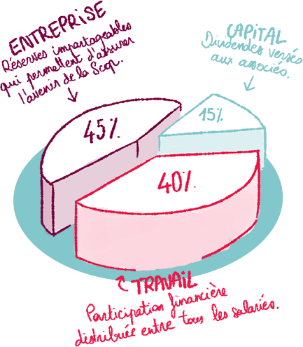 ENTREPRISE
Réserves impartageables
qui permettent d'assurer
l'avenir de la Scop.
CAPITAL
Dividendes versés
aux associés.
45%
15%
40%
TRAVAIL
Participation financière
distribuée entre tous les salariés.